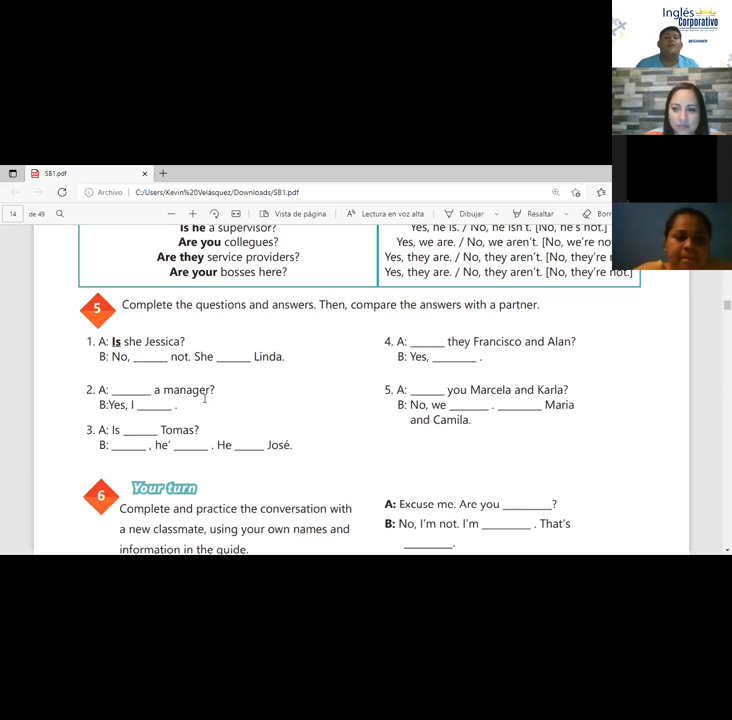 Inglés
Corporativo
BEGINNER
SB1.pdf
Archivo C:/Users/Kevin%20Velásquez/Downloads/SB1.pdf
14 de 49 Vista de página Lectura en voz alta Dibujar Resaltar Borr
Is he a supervisor? Yes, he is. / No, he isn't. [No, he's not.]
Are you collegues? Yes, we are. / No, we aren't. [No, we're no
Are they service providers? Yes, they are. / No, they aren't. [No, they're
Are your bosses here? Yes, they are. / No, they aren't. [No, they're not.]
5 Complete the questions and answers. Then, compare the answers with a partner.
1. A: Is she Jessica?
B: No, ______ not. She ______ Linda.
2. A: _______ a manager?
B:Yes, I ______ .
3. A: Is ______ Tomas?
B: ______ , he' ______ . He _____ José.
4. A: ______ they Francisco and Alan?
B: Yes, ________ .
5. A: ______ you Marcela and Karla?
B: No, we _______ . ________ Maria
and Camila.
6 Your turn
Complete and practice the conversation with
a new classmate, using your own names and
information in the guide.
A: Excuse me. Are you _________?
B: No, I'm not. I'm _________ . That's
_________.